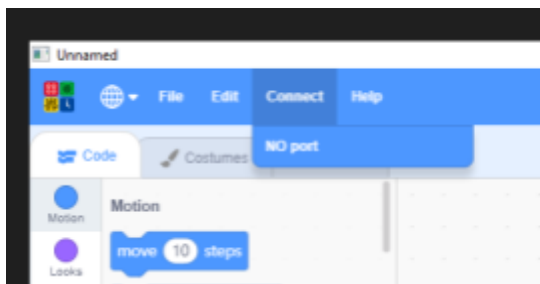 Unnamed
File Edit Connect Help
NO port
Code Costumes
Motion
Motion
move 10 steps
Looks